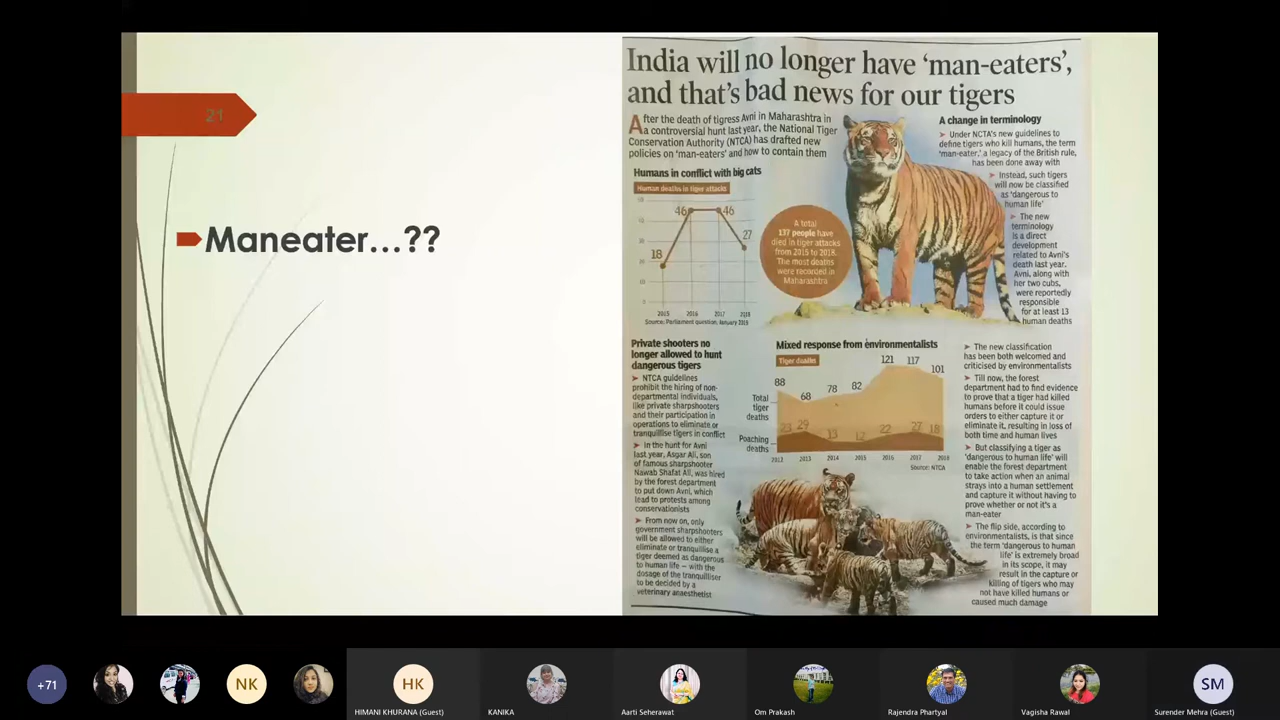 21
Maneater...??
India will no longer have ‘man-eaters’,
and that's bad news for our tigers
After the death of tigress Avni in Maharashtra in
a controversial hunt last year, the National Tiger
Conservation Authority (NTCA) has drafted new
policies on ‘man-eaters’ and how to contain them
Humans in conflict with big cats
Human deaths in tiger attacks
46
46
27
18
2015 2016 2017 2018
Source: Parliament question, January 2019
A total
137 people have
died in tiger attacks
from 2015 to 2018.
The most deaths
were recorded in
Maharashtra
A change in terminology
Under NCTA's new guidelines to
define tigers who kill humans, the term
‘man-eater,’ a legacy of the British rule,
has been done away with
Instead, such tigers
will now be classified
as ‘dangerous to
human life’
The new
terminology
is a direct
development
related to Avni's
death last year.
Avni, along with
her two cubs,
were reportedly
responsible
for at least 13
human deaths
Private shooters no
longer allowed to hunt
dangerous tigers
NTCA guidelines
prohibit the hiring of non-
departmental individuals,
like private sharpshooters
and their participation in
operations to eliminate or
tranquillise tigers in conflict
In the hunt for Avni
last year, Asgar Ali, son
of famous sharpshooter
Nawab Shafat Ali, was hired
by the forest department
to put down Avni, which
lead to protests among
conservationists
From now on, only
government sharpshooters
will be allowed to either
eliminate or tranquilise a
tiger deemed as dangerous
to human life – with the
dosage of the tranquiliser
to be decided by a
veterinary anaesthetist
Mixed response from environmentalists
Tiger deaths
88 68 78 82 121 117 101
Total
tiger
deaths
23 29 13 12 22 27 18
Poaching
deaths
2012 2013 2014 2015 2016 2017 2018
Source: NTCA
The new classification
has been both welcomed and
criticised by environmentalists
Till now, the forest
department had to find evidence
to prove that a tiger had killed
humans before it could issue
orders to either capture it or
eliminate it, resulting in loss of
both time and human lives
But classifying a tiger as
‘dangerous to human life’ will
enable the forest department
to take action when an animal
strays into a human settlement
and capture it without having to
prove whether or not it's a
man-eater
The flip side, according to
environmentalists, is that since
the term ‘dangerous to human
life’ is extremely broad
in its scope, it may
result in the capture or
killing of tigers who may
not have killed humans or
caused much damage
+71
NK
HK
SM
HIMANI KHURANA (Guest)
KANIKA
Aarti Seherawat
Om Prakash
Rajendra Phartyal
Vagisha Rawal
Surender Mehra (Guest)